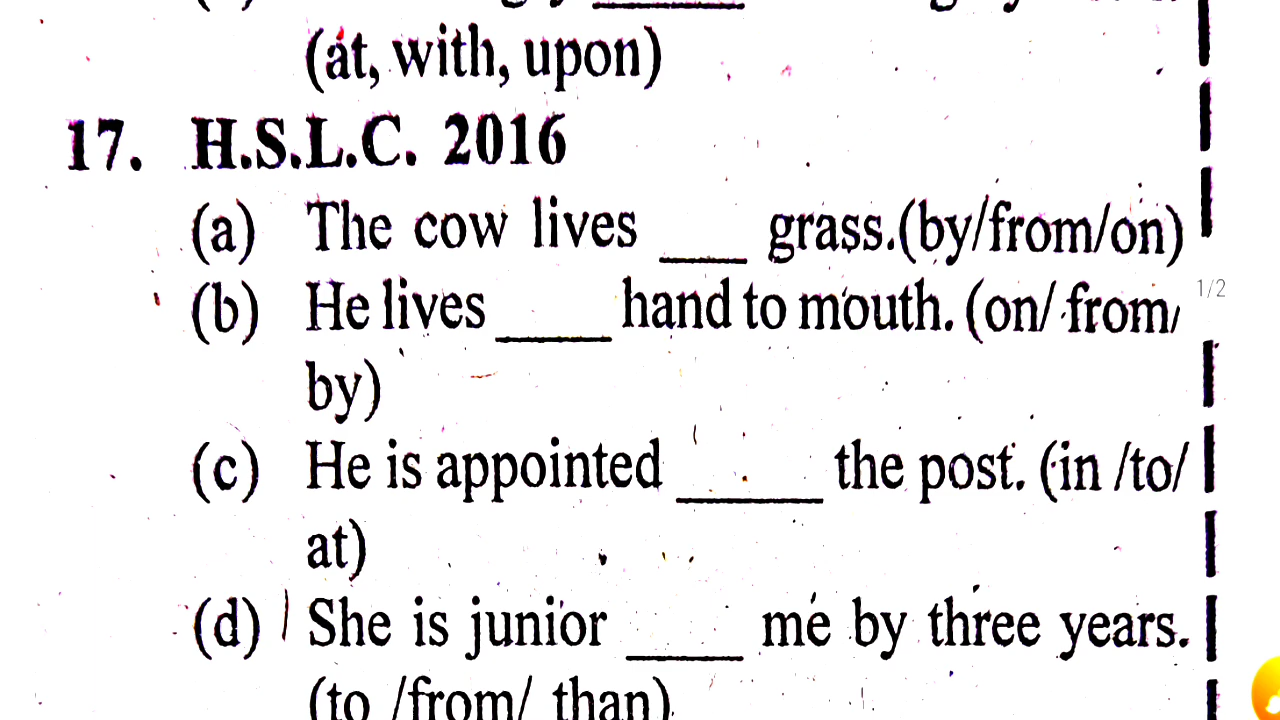 (at, with, upon)
17. H.S.L.C. 2016
(a) The cow lives ____ grass.(by/from/on)
(b) He lives ____ hand to mouth. (on/ from/
1/2
by)
(c) He is appointed ____ the post. (in /to/
at)
(d) She is junior ____ me by three years.
(to /from/ than)